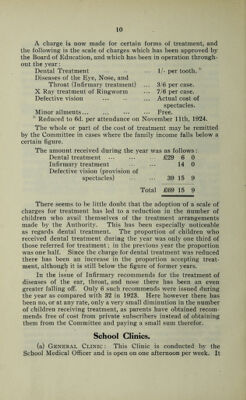 10
A charge is now made for certain forms of treatment, and
the following is the scale of charges which has been approved by
the Board of Education, and which has been in operation through-
out the year:
Dental Treatment ... ... 1/- per tooth.°
Diseases of the Eye, Nose, and
Throat (Infirmary treatment) ... 3/6 per case.
X Ray treatment of Ringworm ... 7/6 per case.
Defective vision ... ... ... Actual cost of
spectacles.
Minor ailments... ... ... ... Free.
° Reduced to 6d. per attendance on November 11th, 1924.
The whole or part of the cost of treatment may be remitted
by the Committee in cases where the family income falls below a
certain figure.
The amount received during the year was as follows:
Dental treatment ... ... ... £29 6 0
Infirmary treatment ... ... 14 0
Defective vision (provision of
spectacles) ... ... 39 15 9
Total £69 15 9
There seems to be little doubt that the adoption of a scale of
charges for treatment has led to a reduction in the number of
children who avail themselves of the treatment arrangements
made by the Authority. This has been especially noticeable
as regards dental treatment. The proportion of children who
received dental treatment during the year was only one third of
those referred for treatment; in the previous year the proportion
was one half. Since the charge for dental treatment was reduced
there has been an increase in the proportion accepting treat-
ment, although it is still below the figure of former years.
In the issue of Infirmary recommends for the treatment of
diseases of the ear, throat, and nose there has been an even
greater falling off. Only 6 such recommends were issued during
the year as compared with 32 in 1923. Here however there has
been no, or at any rate, only a very small diminution in the number
of children receiving treatment, as parents have obtained recom-
mends free of cost from private subscribers instead of obtaining
them from the Committee and paying a small sum therefor.
School Clinics.
(a) GENERAL CLINIC: This Clinic is conducted by the
School Medical Officer and is open on one afternoon per week. It